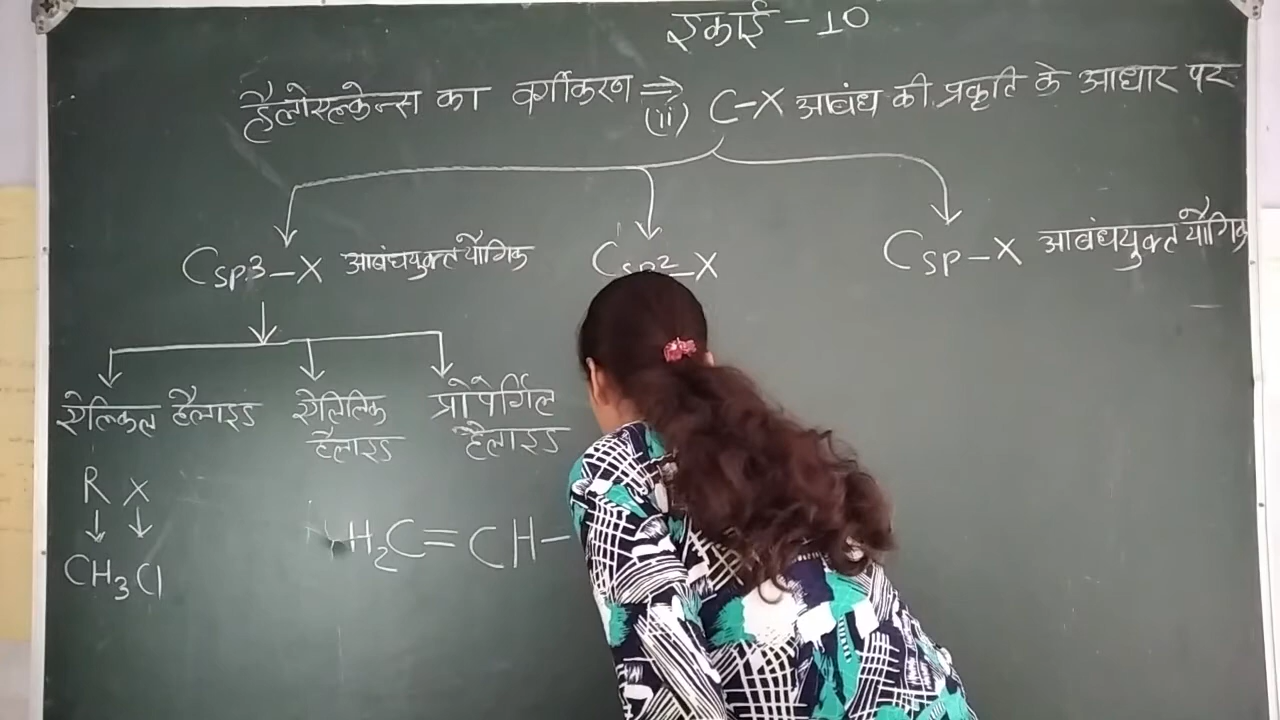 इकाई - 10
हैलोएल्केन्स का वर्गीकरण ⇒ (ii) C-X आबंध की प्रकृति के आधार पर
Csp3-X आबंधयुक्त यौगिक
Csp2-X
Csp-X आबंधयुक्त यौगिक
ऐल्किल हैलाइड
ऐलिलिक हैलाइड
प्रोपेर्गिल हैलाइड
R X
↓ ↓
CH3Cl
H2C=CH-